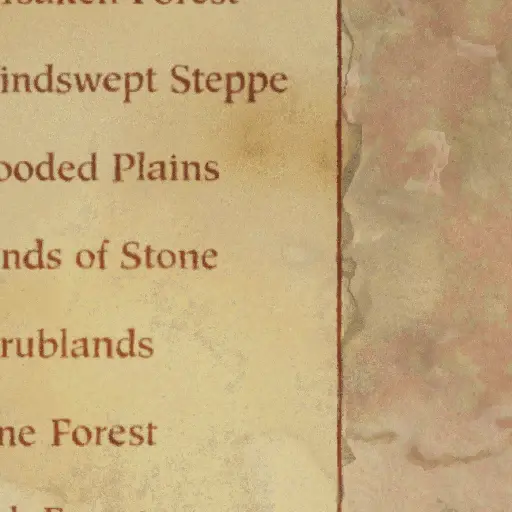 indswept Steppe
ooded Plains
nds of Stone
rublands
ne Forest